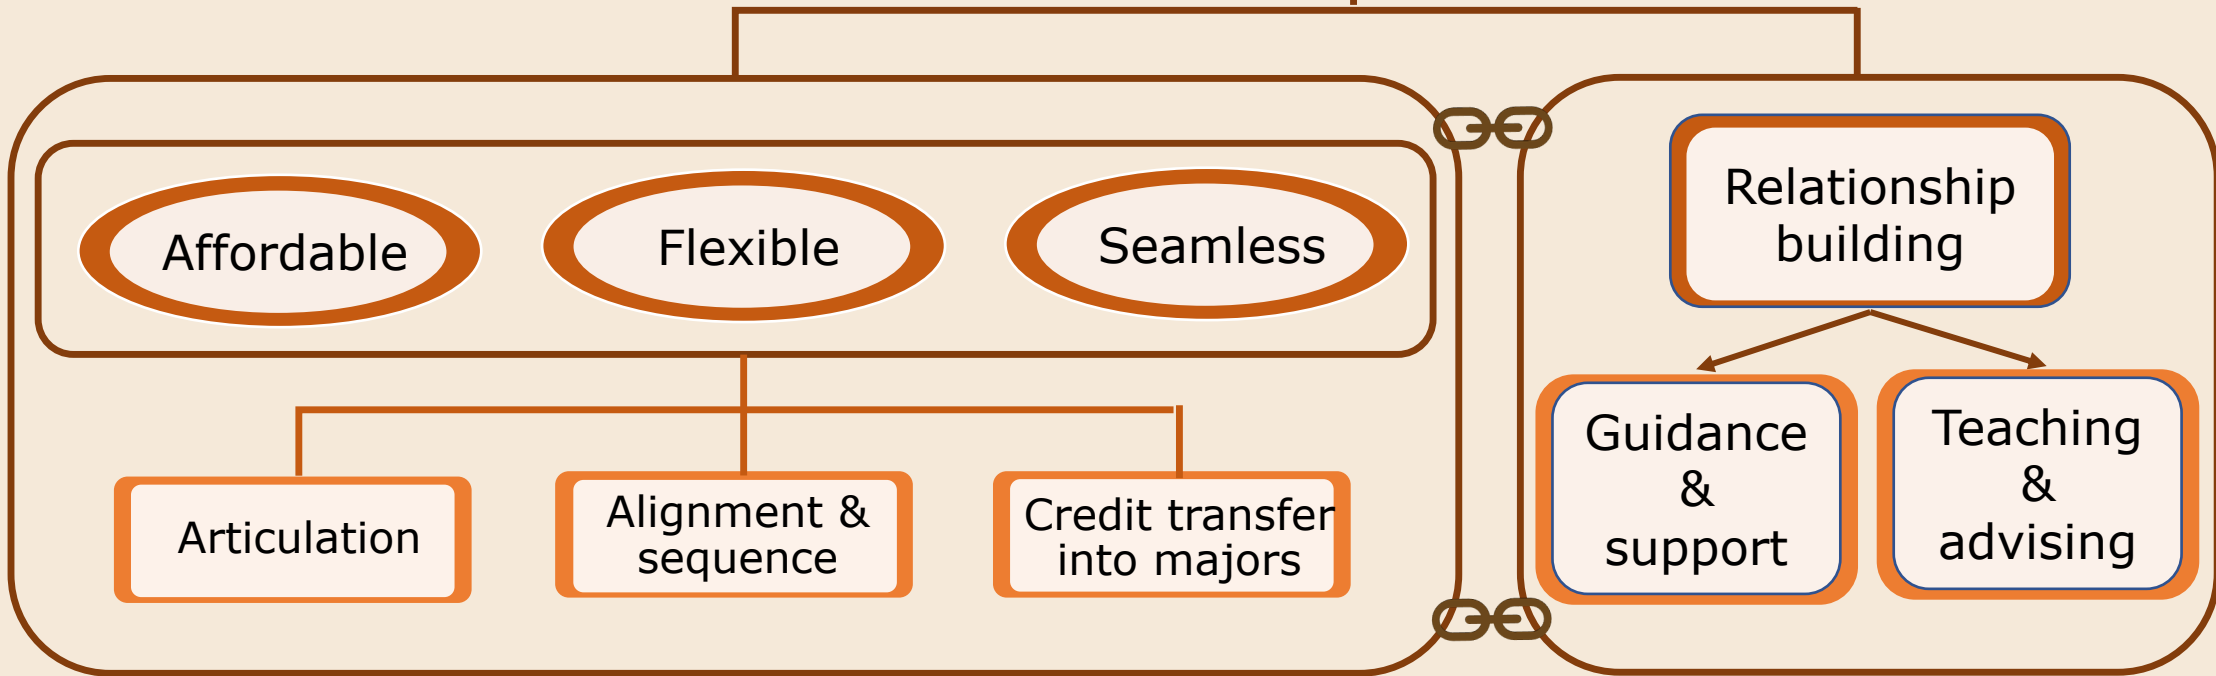 Affordable
Flexible
Seamless
Articulation
Alignment &
sequence
Credit transfer
into majors
Relationship
building
Guidance
&
support
Teaching
&
advising